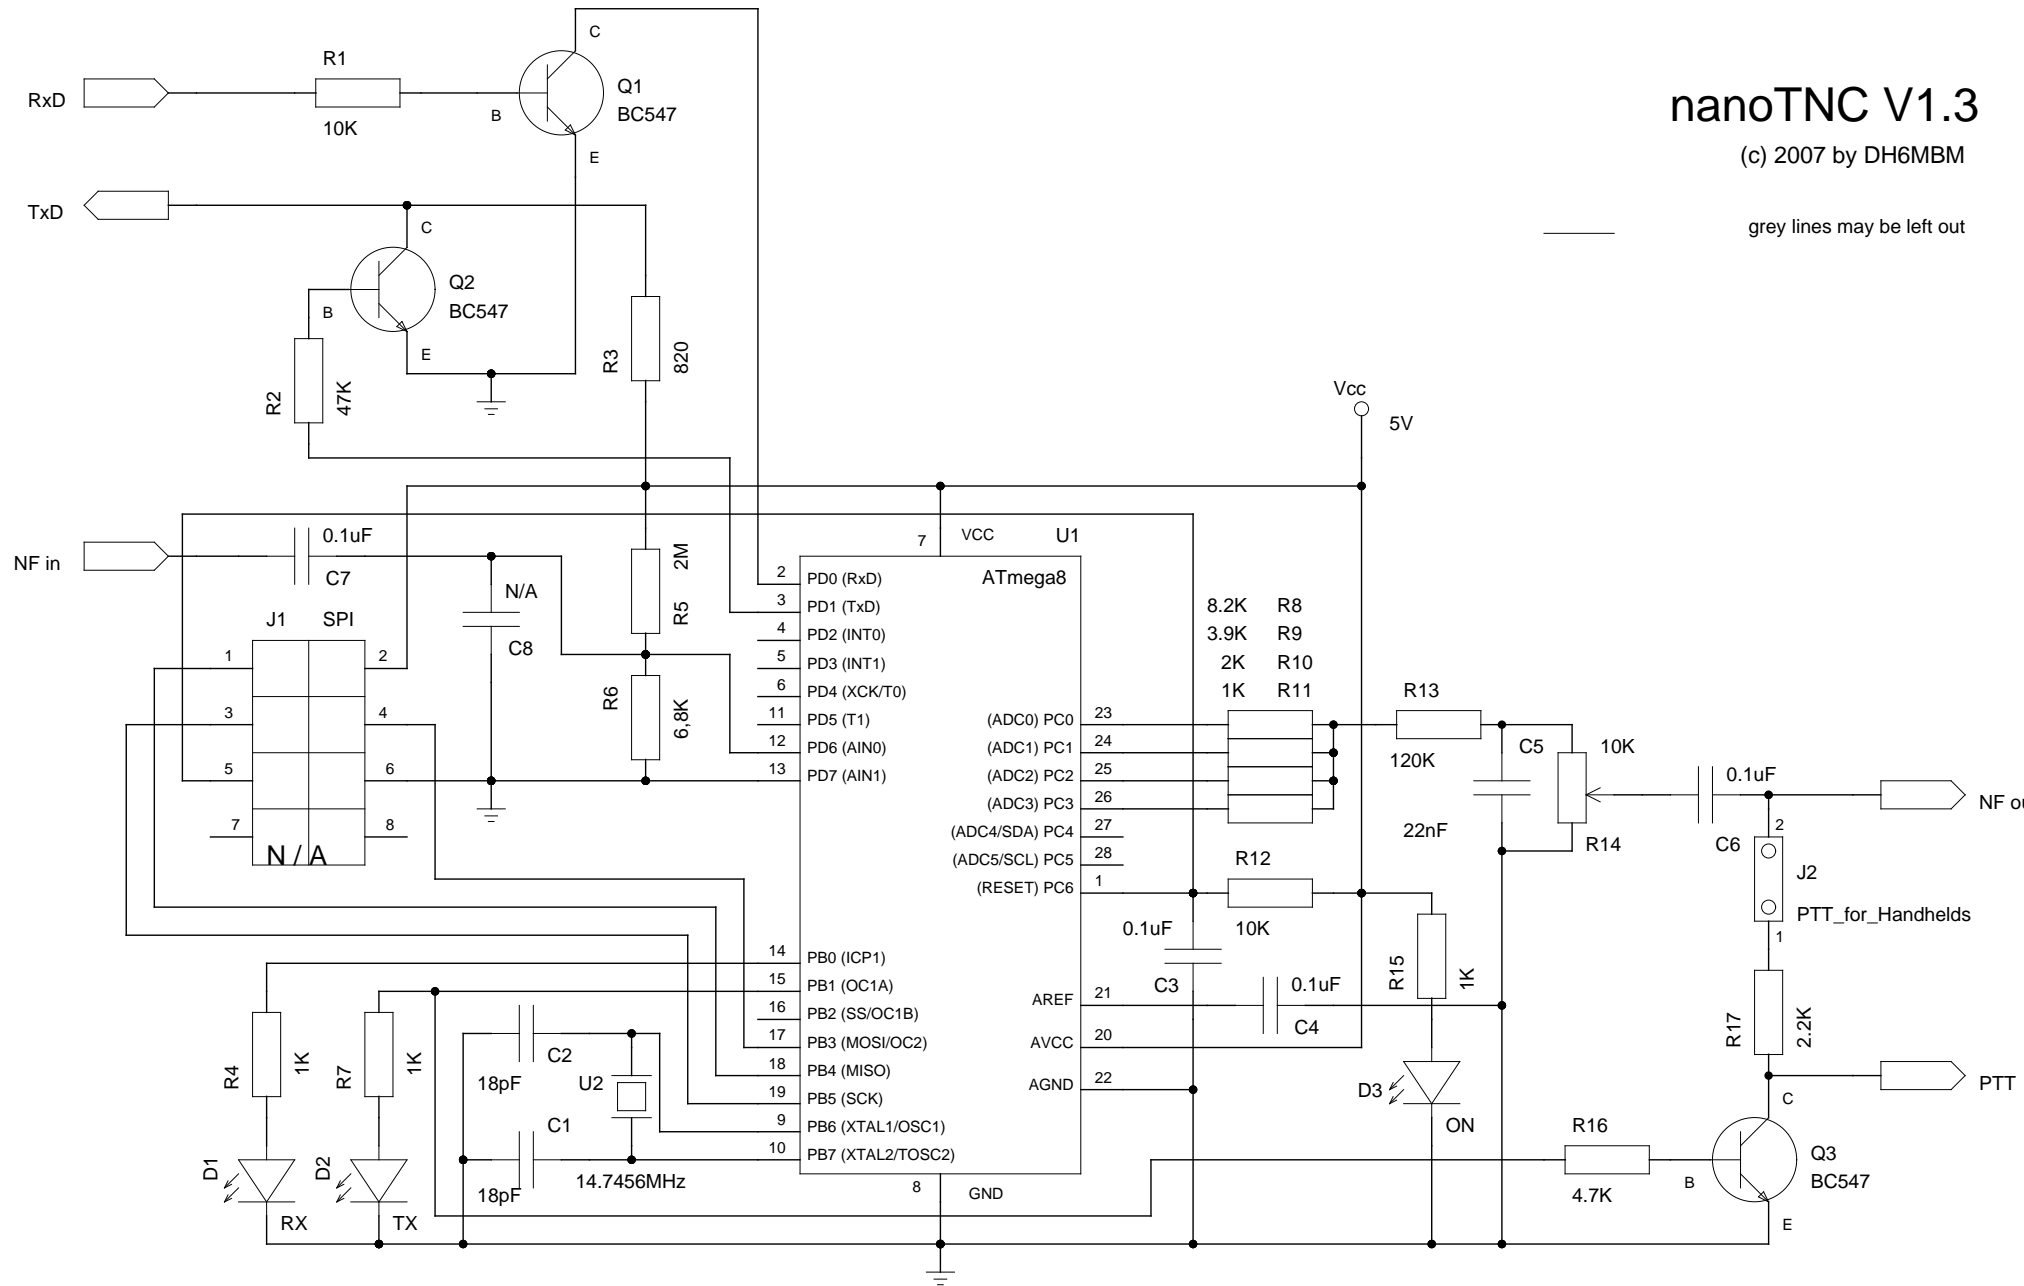 nanoTNC V1.3
(c) 2007 by DH6MBM
grey lines may be left out
RxD
R1
10K
C
B
E
Q1
BC547
TxD
C
B
E
Q2
BC547
R2
47K
R3
820
Vcc
5V
NF in
0.1uF
C7
N/A
C8
2M
R5
R6
6,8K
J1
SPI
1
2
3
4
5
6
7
8
N / A
7
VCC
U1
ATmega8
2
PD0 (RxD)
3
PD1 (TxD)
4
PD2 (INT0)
5
PD3 (INT1)
6
PD4 (XCK/T0)
11
PD5 (T1)
12
PD6 (AIN0)
13
PD7 (AIN1)
14
PB0 (ICP1)
15
PB1 (OC1A)
16
PB2 (SS/OC1B)
17
PB3 (MOSI/OC2)
18
PB4 (MISO)
19
PB5 (SCK)
9
PB6 (XTAL1/OSC1)
10
PB7 (XTAL2/TOSC2)
8
GND
(ADC0) PC0
23
(ADC1) PC1
24
(ADC2) PC2
25
(ADC3) PC3
26
(ADC4/SDA) PC4
27
(ADC5/SCL) PC5
28
(RESET) PC6
1
AREF
21
AVCC
20
AGND
22
8.2K R8
3.9K R9
2K R10
1K R11
R12
10K
0.1uF
C3
0.1uF
C4
R13
120K
C5
22nF
10K
R14
0.1uF
C6
NF ou
2
J2
PTT_for_Handhelds
1
R17
2.2K
PTT
R15
1K
D3
ON
R16
4.7K
C
B
E
Q3
BC547
R4
1K
R7
1K
D1
RX
D2
TX
C2
18pF
U2
C1
18pF
14.7456MHz